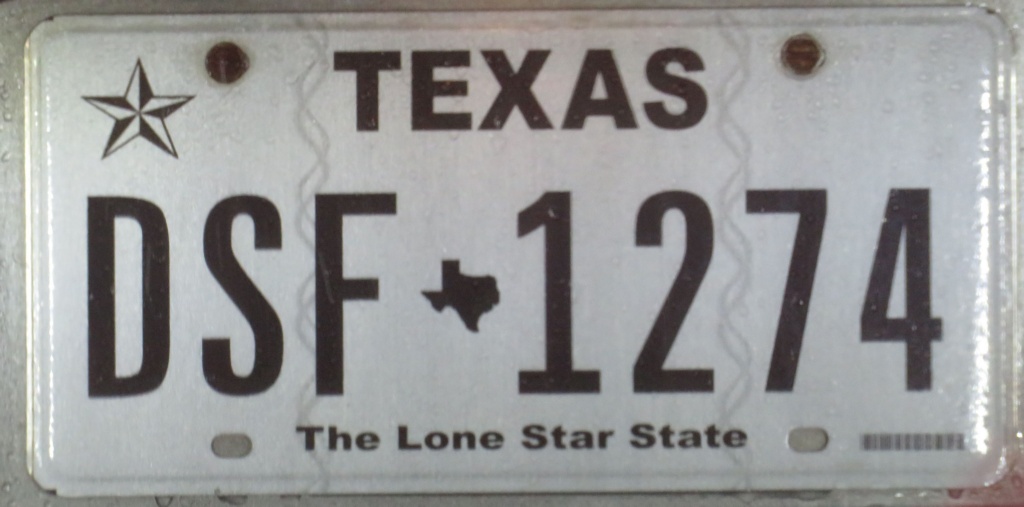 TEXAS
DSF 1274
The Lone Star State